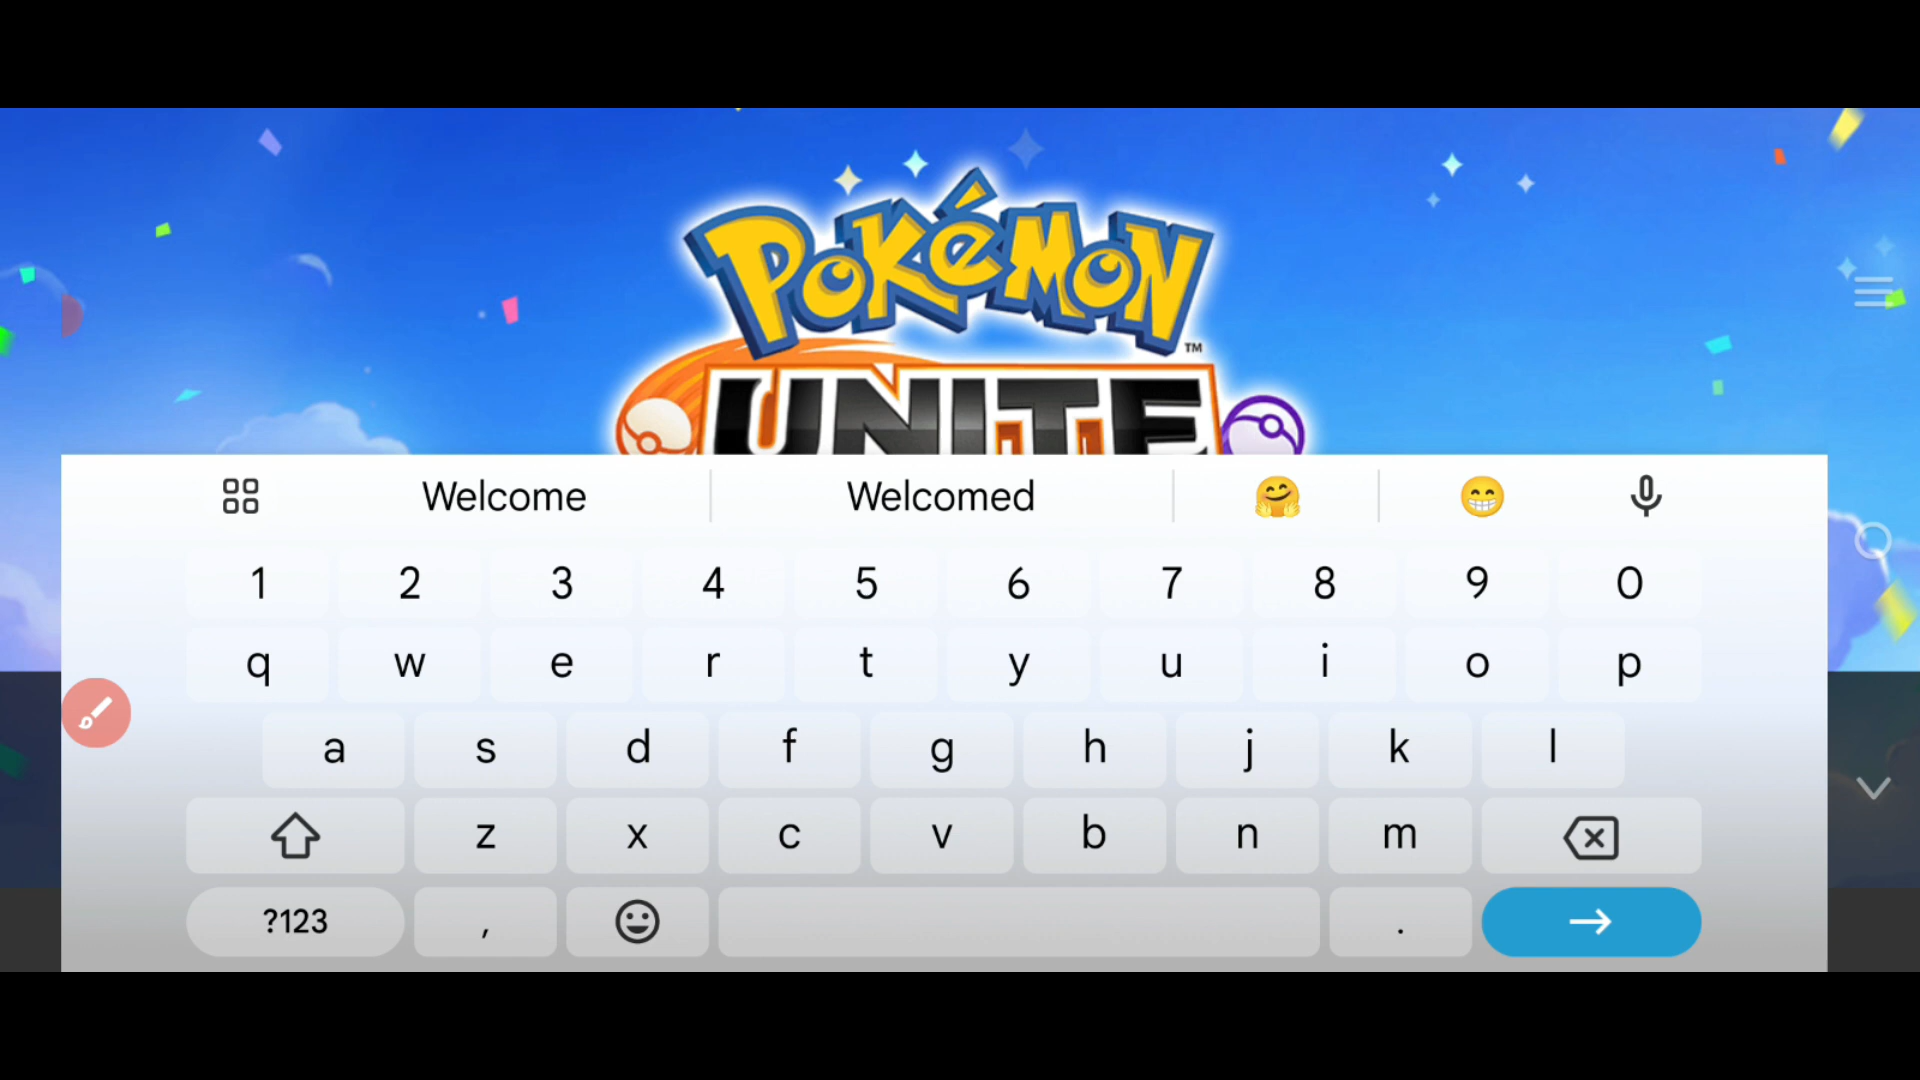 POKéMON
TM
UNITE
Welcome Welcomed
1 2 3 4 5 6 7 8 9 0
q w e r t y u i o p
a s d f g h j k l
z x c v b n m
?123 , .